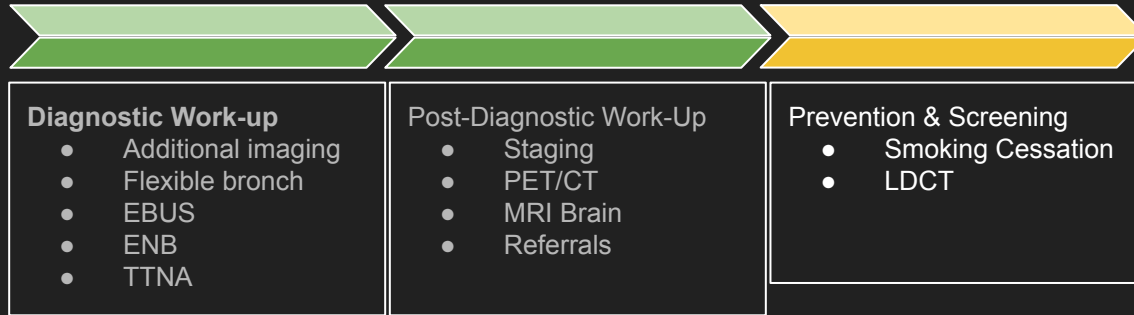 Diagnostic Work-up
● Additional imaging
● Flexible bronch
● EBUS
● ENB
● TTNA
Post-Diagnostic Work-Up
● Staging
● PET/CT
● MRI Brain
● Referrals
Prevention & Screening
● Smoking Cessation
● LDCT